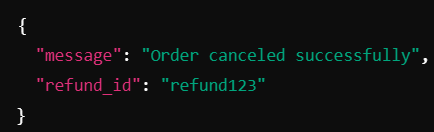 {
  "message": "Order canceled successfully",
  "refund_id": "refund123"
}